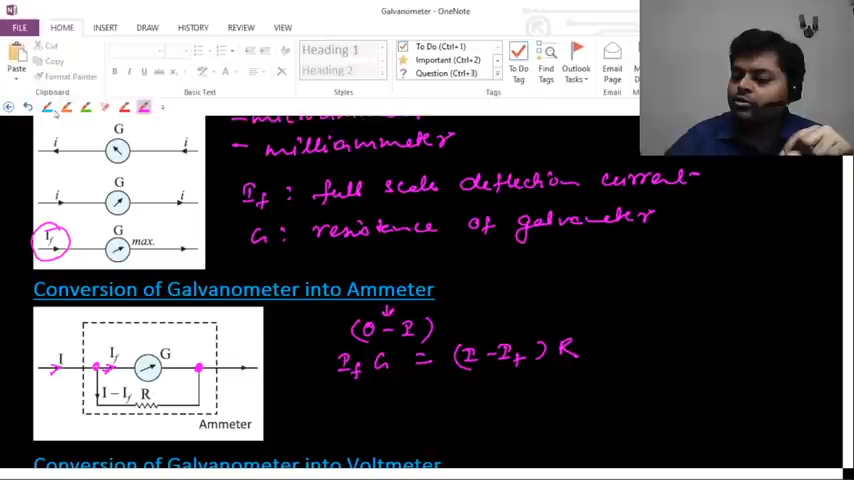 Galvanometer - OneNote
FILE HOME INSERT DRAW HISTORY REVIEW VIEW
Paste
Cut
Copy
Format Painter
Clipboard
B I U
Basic Text
Heading 1
Heading 2
Styles
To Do (Ctrl+1)
Important (Ctrl+2)
Question (Ctrl+3)
To Do Tag
Find Tags
Outlook Tasks
Tags
Email Page
Meeting
- milliammeter
G
i i
G
i i
G
If max.
If : full scale deflection current
G : resistance of galvanometer
Conversion of Galvanometer into Ammeter
I If G
I – If R
Ammeter
(0 - I)
If G = (I - If) R
Conversion of Galvanometer into Voltmeter